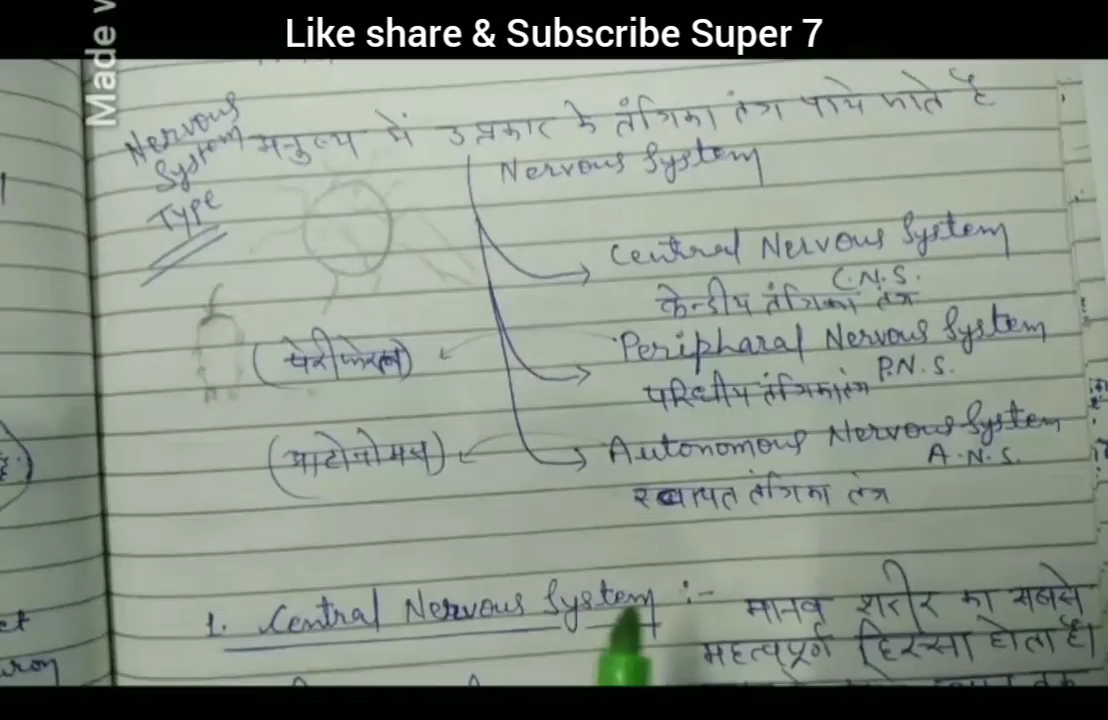 Like share & Subscribe Super 7
Made
Nervous
System
Type
मनुष्य में 3 प्रकार के तंत्रिका तंत्र पाये जाते है
Nervous System
Central Nervous System
C.N.S.
केन्द्रीय तंत्रिका तंत्र
(पेरीफेरल)
Peripharal Nervous System
P.N.S.
परिधीय तंत्रिकातंत्र
(आटोनोमस)
Autonomous Nervous System
A.N.S.
स्वायत तंत्रिका तंत्र
1. Central Nervous System :- मानव शरीर का सबसे
महत्वपूर्ण हिस्सा होता है।